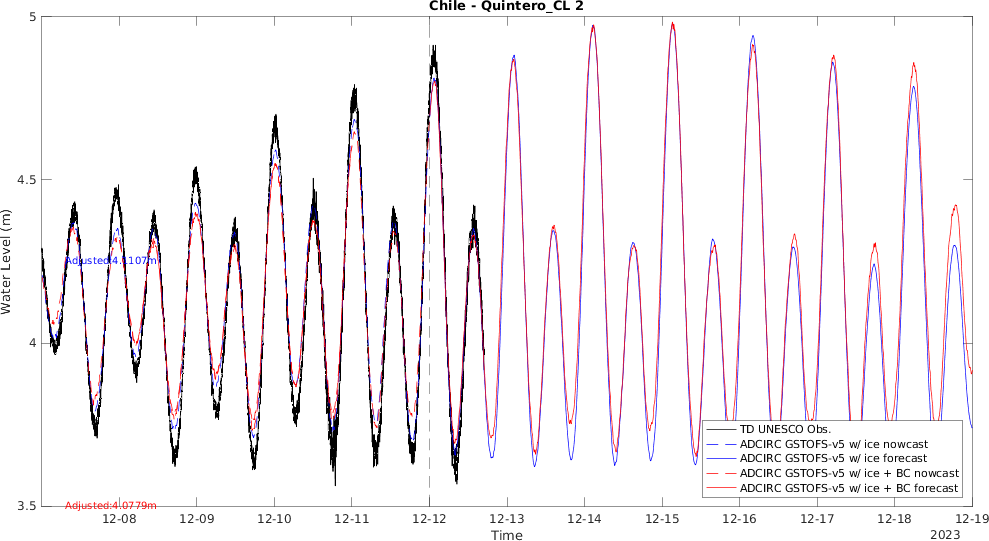 Chile - Quintero_CL 2
5
4.5
4
3.5
Water Level (m)
Adjusted:4.1107m
Adjusted:4.0779m
TD UNESCO Obs.
ADCIRC GSTOFS-v5 w/ ice nowcast
ADCIRC GSTOFS-v5 w/ ice forecast
ADCIRC GSTOFS-v5 w/ ice + BC nowcast
ADCIRC GSTOFS-v5 w/ ice + BC forecast
12-08 12-09 12-10 12-11 12-12 12-13 12-14 12-15 12-16 12-17 12-18 12-19
Time
2023